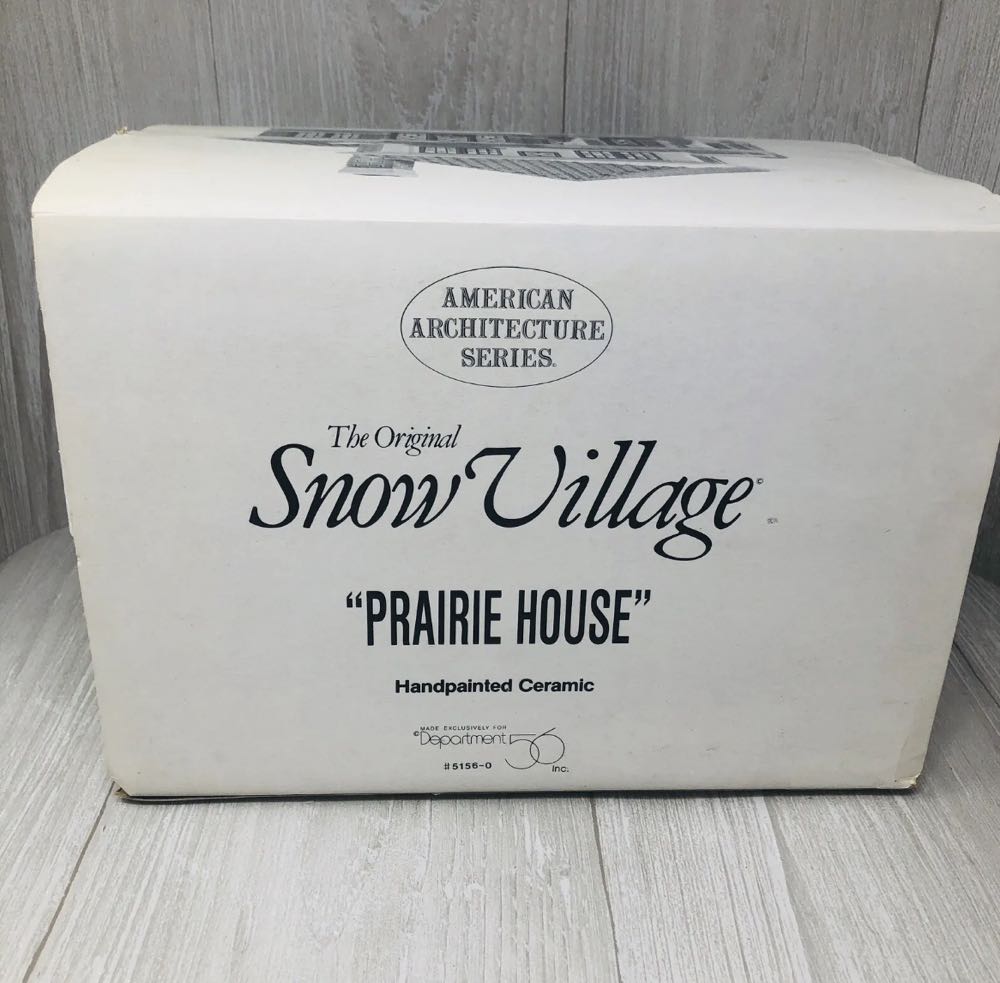 AMERICAN
ARCHITECTURE
SERIES.
The Original
Snow Village©
"PRAIRIE HOUSE"
Handpainted Ceramic
MADE EXCLUSIVELY FOR
©Department 56
#5156-0 Inc.